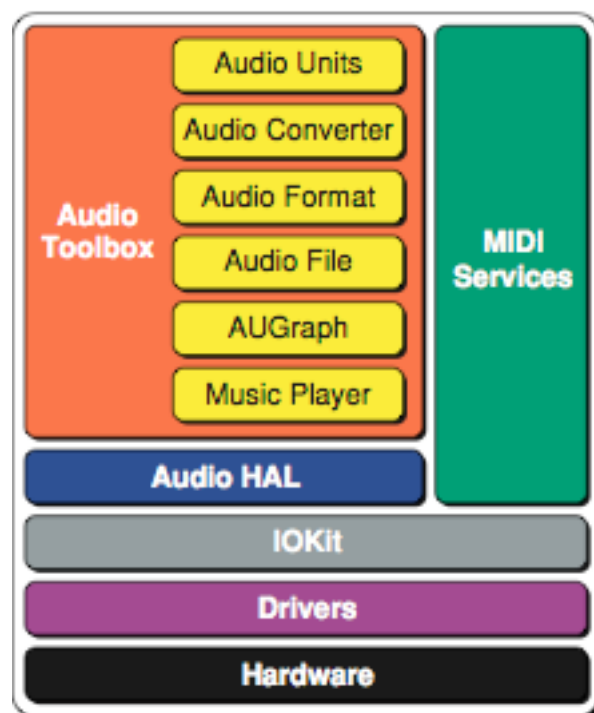 Audio Units
Audio Converter
Audio Format
Audio
Toolbox
Audio File
AUGraph
Music Player
MIDI
Services
Audio HAL
IOKit
Drivers
Hardware